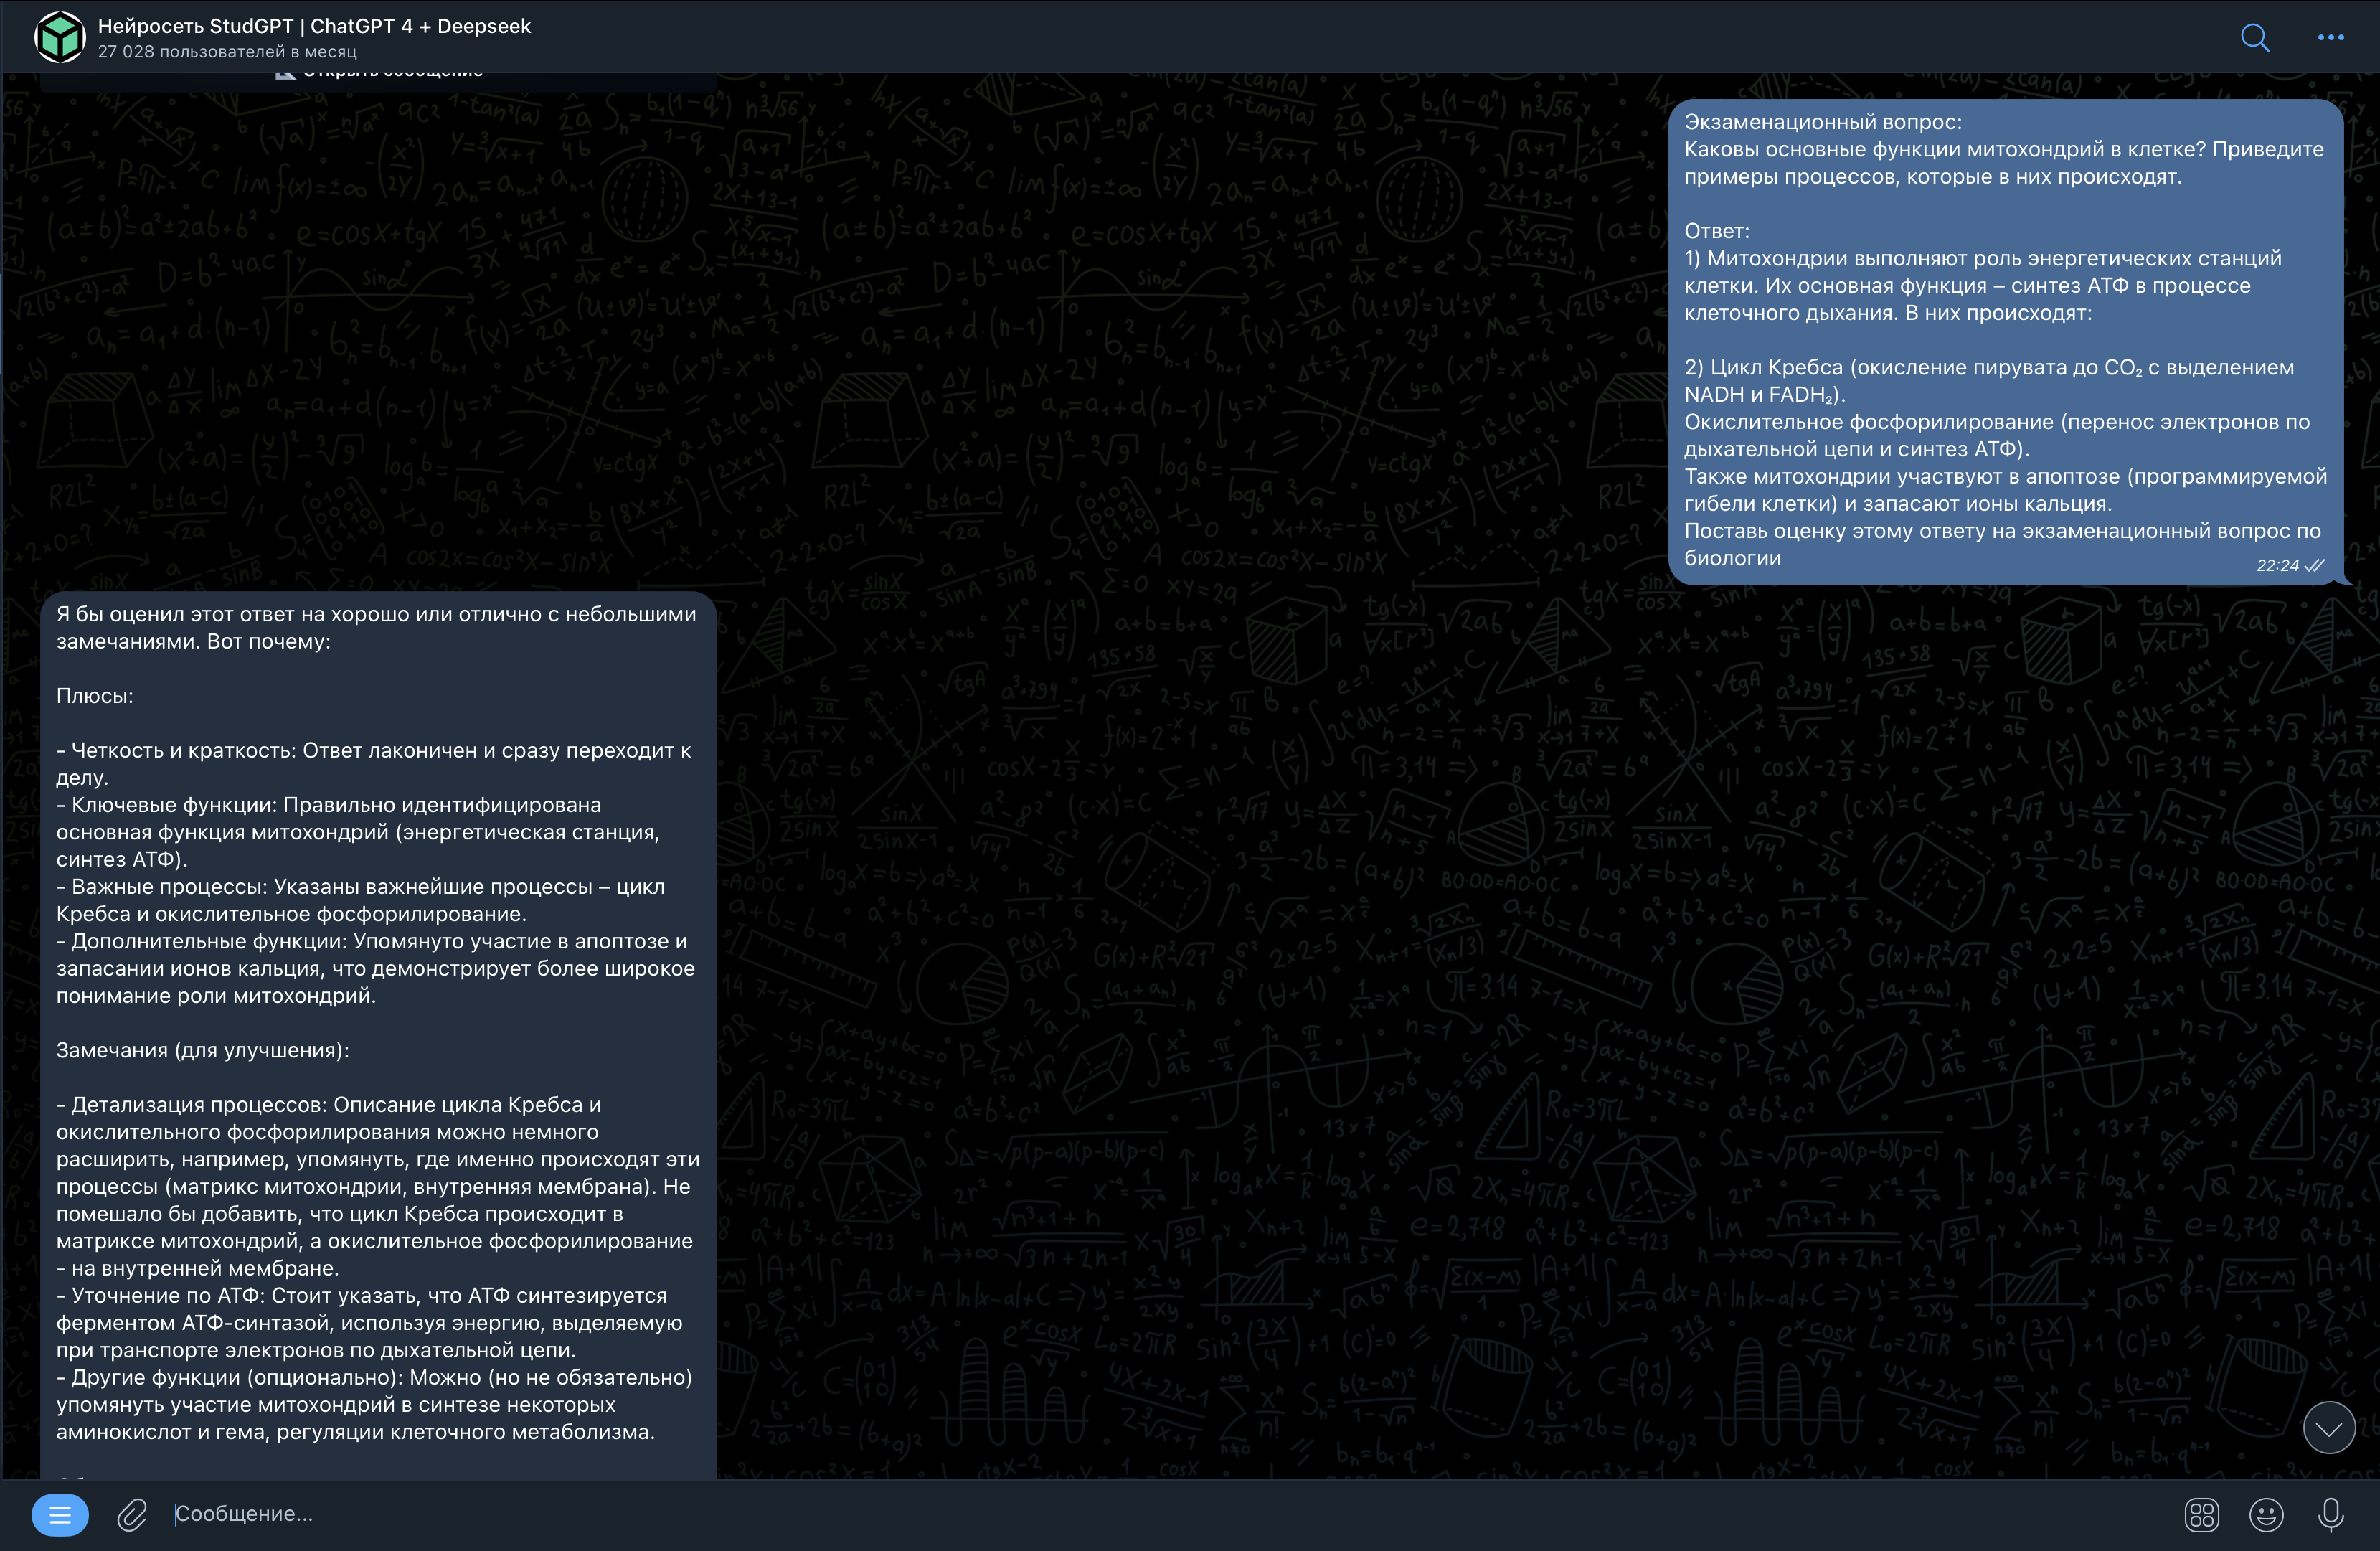 Нейросеть StudGPT | ChatGPT 4 + Deepseek
27 028 пользователей в месяц
Открыть сообщение
Экзаменационный вопрос:
Каковы основные функции митохондрий в клетке? Приведите
примеры процессов, которые в них происходят.
Ответ:
1) Митохондрии выполняют роль энергетических станций
клетки. Их основная функция – синтез АТФ в процессе
клеточного дыхания. В них происходят:
2) Цикл Кребса (окисление пирувата до CO₂ с выделением
NADH и FADH₂).
Окислительное фосфорилирование (перенос электронов по
дыхательной цепи и синтез АТФ).
Также митохондрии участвуют в апоптозе (программируемой
гибели клетки) и запасают ионы кальция.
Поставь оценку этому ответу на экзаменационный вопрос по
биологии
22:24
Я бы оценил этот ответ на хорошо или отлично с небольшими
замечаниями. Вот почему:
Плюсы:
- Четкость и краткость: Ответ лаконичен и сразу переходит к
делу.
- Ключевые функции: Правильно идентифицирована
основная функция митохондрий (энергетическая станция,
синтез АТФ).
- Важные процессы: Указаны важнейшие процессы – цикл
Кребса и окислительное фосфорилирование.
- Дополнительные функции: Упомянуто участие в апоптозе и
запасании ионов кальция, что демонстрирует более широкое
понимание роли митохондрий.
Замечания (для улучшения):
- Детализация процессов: Описание цикла Кребса и
окислительного фосфорилирования можно немного
расширить, например, упомянуть, где именно происходят эти
процессы (матрикс митохондрии, внутренняя мембрана). Не
помешало бы добавить, что цикл Кребса происходит в
матриксе митохондрий, а окислительное фосфорилирование
- на внутренней мембране.
- Уточнение по АТФ: Стоит указать, что АТФ синтезируется
ферментом АТФ-синтазой, используя энергию, выделяемую
при транспорте электронов по дыхательной цепи.
- Другие функции (опционально): Можно (но не обязательно)
упомянуть участие митохондрий в синтезе некоторых
аминокислот и гема, регуляции клеточного метаболизма.
Сообщение...